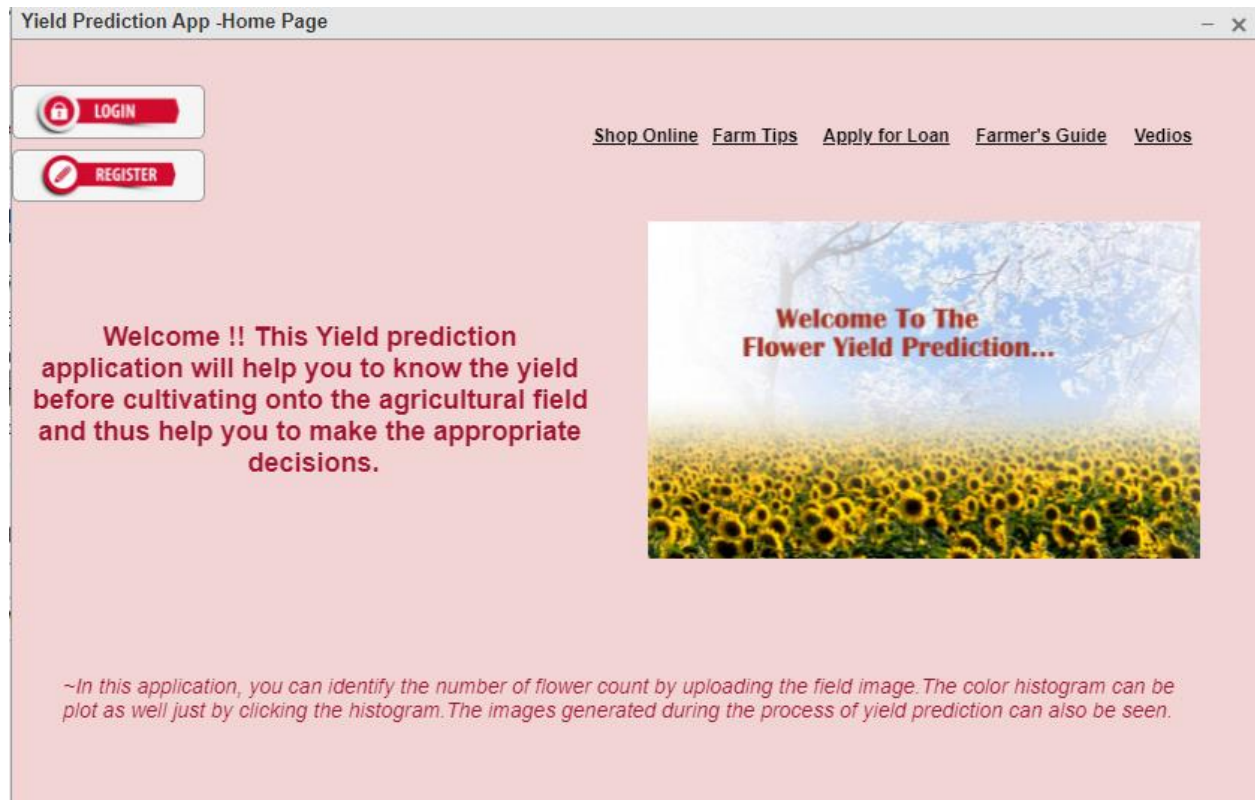 Yield Prediction App -Home Page
LOGIN
REGISTER
Shop Online Farm Tips Apply for Loan Farmer's Guide Vedios
Welcome To The
Flower Yield Prediction...
Welcome !! This Yield prediction
application will help you to know the yield
before cultivating onto the agricultural field
and thus help you to make the appropriate
decisions.
~In this application, you can identify the number of flower count by uploading the field image.The color histogram can be
plot as well just by clicking the histogram.The images generated during the process of yield prediction can also be seen.